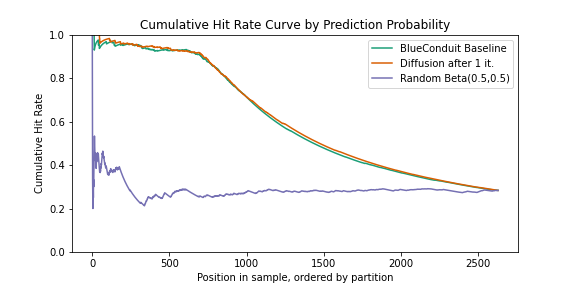 Cumulative Hit Rate Curve by Prediction Probability
1.0
0.8
0.6
0.4
0.2
0.0
Cumulative Hit Rate
BlueConduit Baseline
Diffusion after 1 it.
Random Beta(0.5,0.5)
0 500 1000 1500 2000 2500
Position in sample, ordered by partition